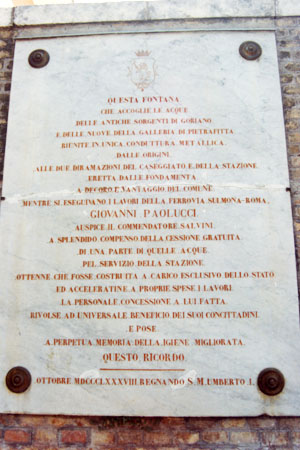 QUESTA FONTANA
CHE ACCOGLIE LE ACQUE
DELLE ANTICHE SORGENTI DI GORIANO
E DELLE NUOVE DELLA GALLERIA DI PIETRAFITTA
RIUNITE IN UNICA CONDUTTURA METALLICA
DALLE ORIGINI
ALLE DUE DIRAMAZIONI DEL CASEGGIATO E DELLA STAZIONE
ERETTA DALLE FONDAMENTA
A DECORO E VANTAGGIO DEL COMUNE
MENTRE SI ESEGUIVANO I LAVORI DELLA FERROVIA SULMONA-ROMA,
GIOVANNI PAOLUCCI
AUSPICE IL COMMENDATORE SALVINI
A SPLENDIDO COMPENSO DELLA CESSIONE GRATUITA
DI UNA PARTE DI QUELLE ACQUE
PEL SERVIZIO DELLA STAZIONE
OTTENNE CHE FOSSE COSTRUITA A CARICO ESCLUSIVO DELLO STATO
ED ACCELERATINE A PROPRIE SPESE I LAVORI
LA PERSONALE CONCESSIONE A LUI FATTA
RIVOLSE AD UNIVERSALE BENEFICIO DEI SUOI CONCITTADINI
E POSE
A PERPETUA MEMORIA DELLA IGIENE MIGLIORATA
QUESTO RICORDO
OTTOBRE MDCCCLXXXVIII REGNANDO S. M. UMBERTO I.